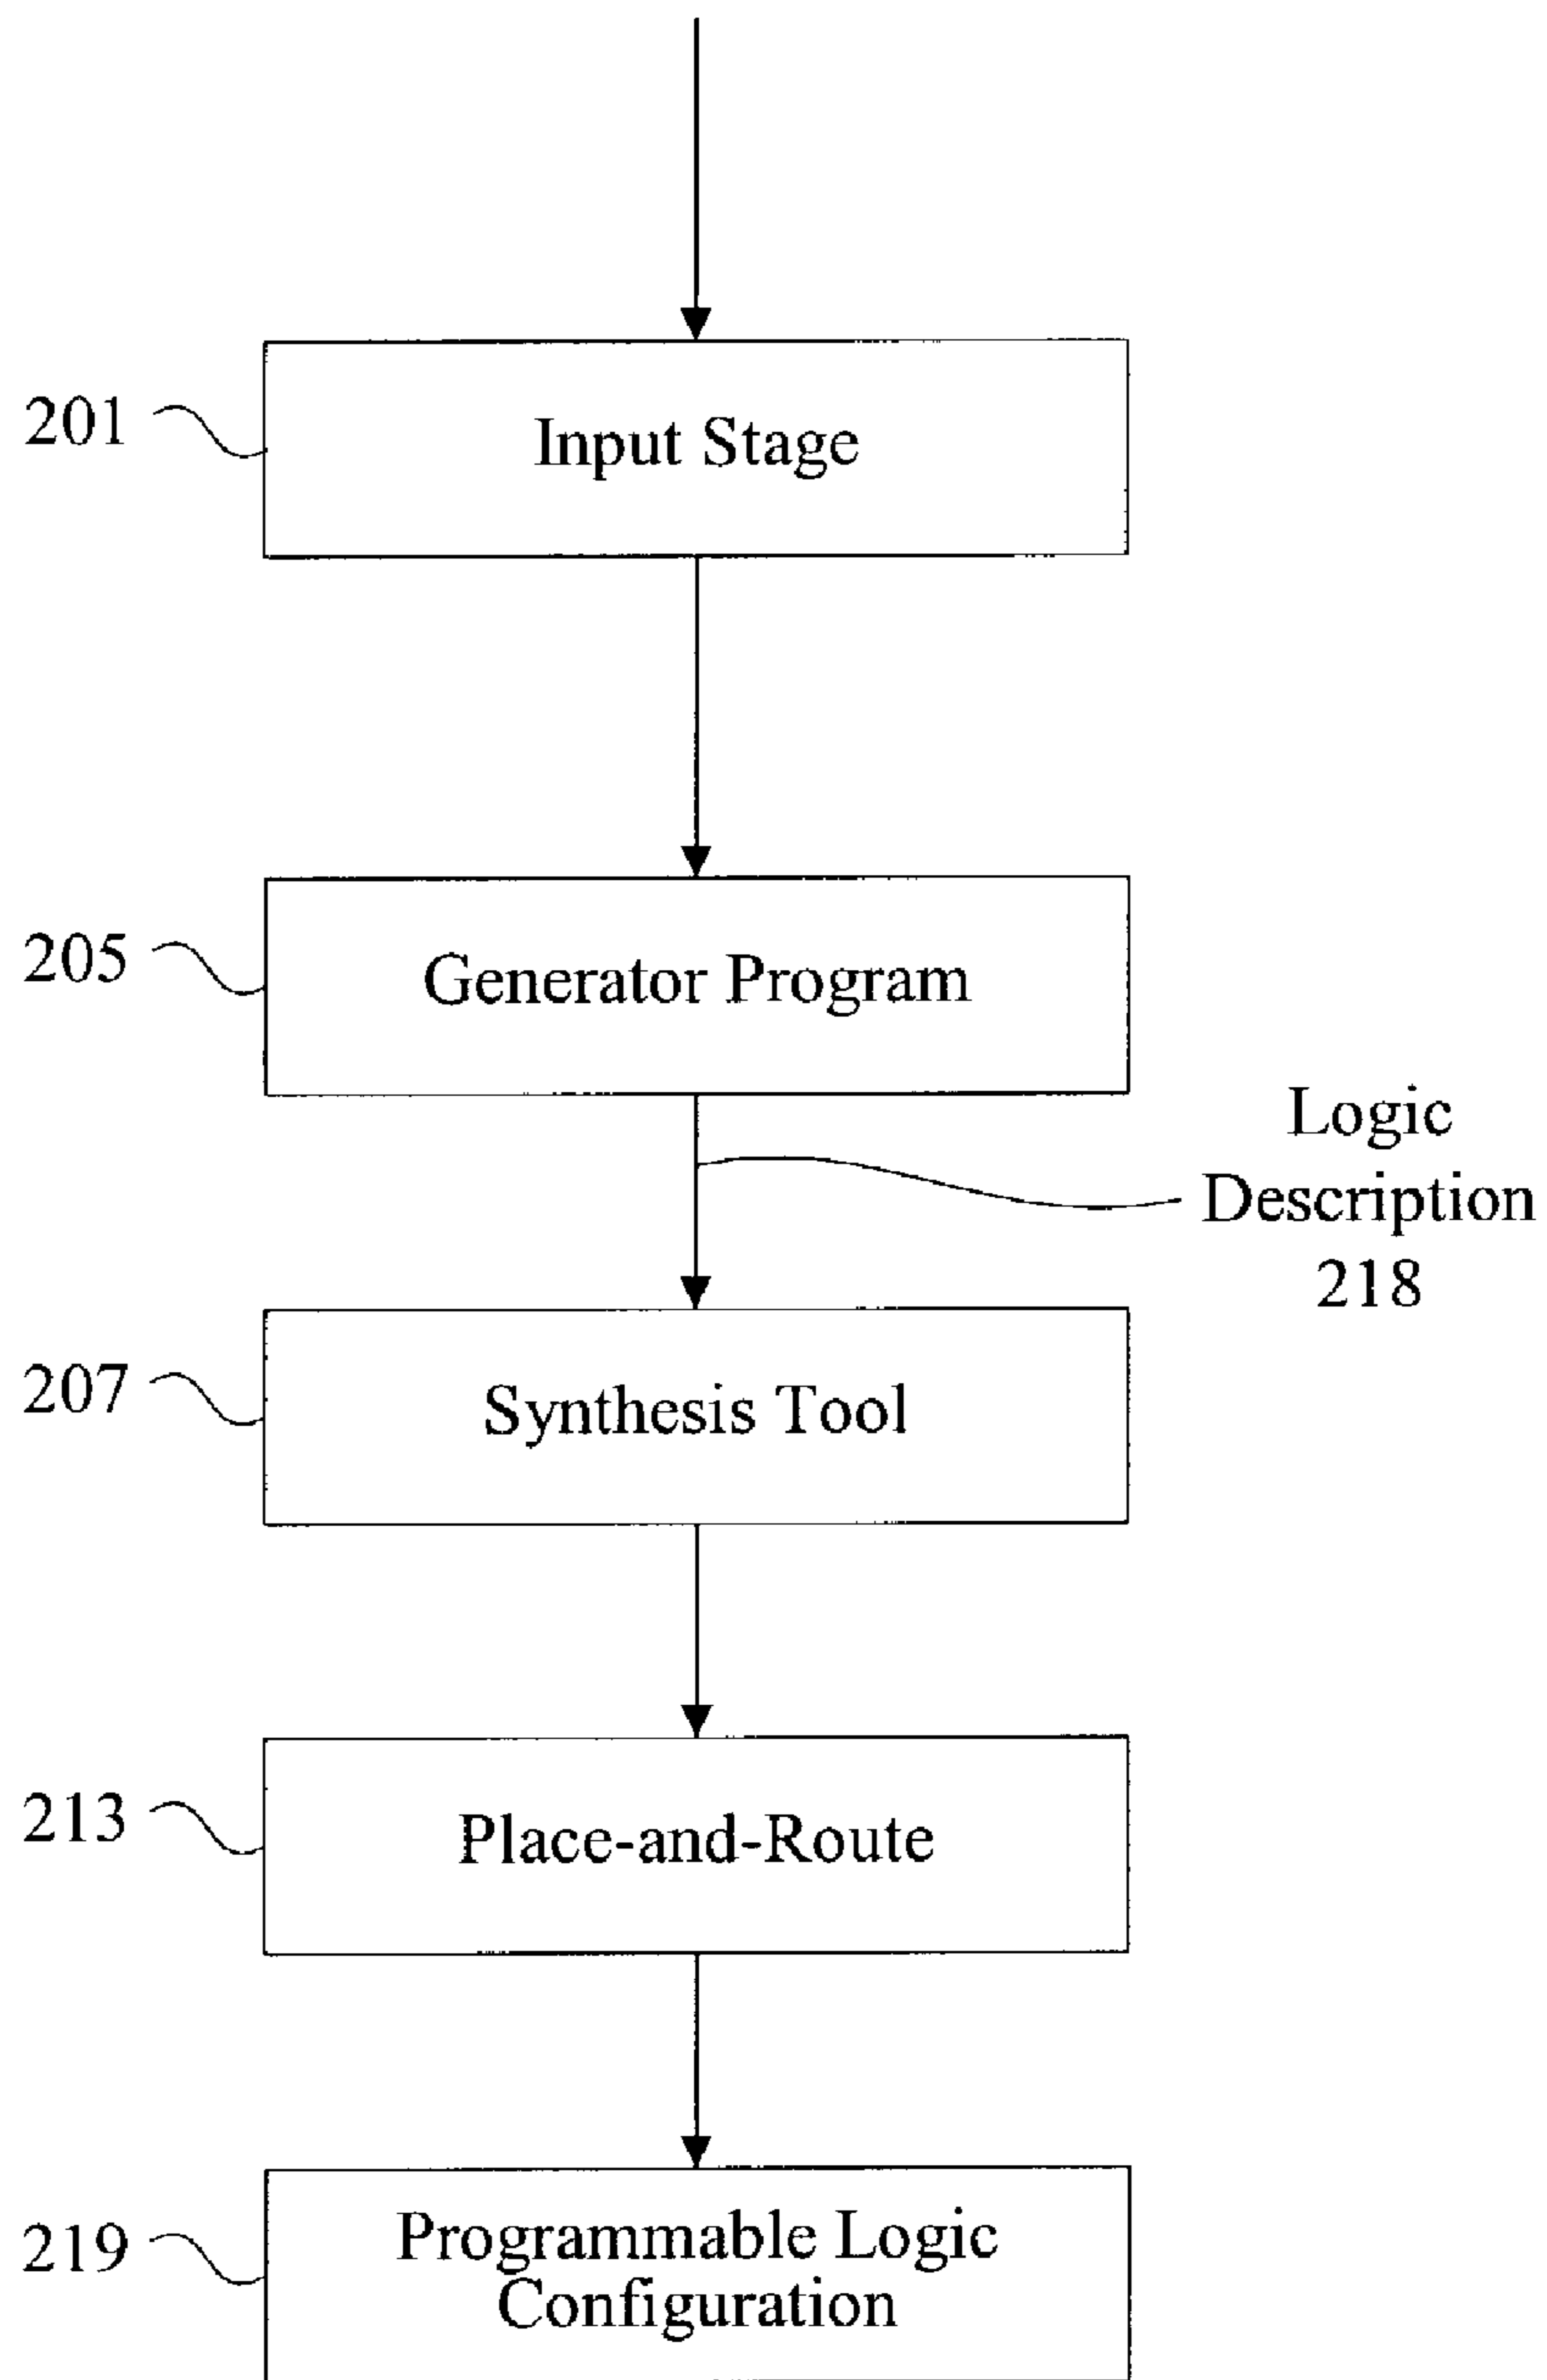 201
Input Stage
205
Generator Program
Logic
Description
218
207
Synthesis Tool
213
Place-and-Route
219
Programmable Logic
Configuration